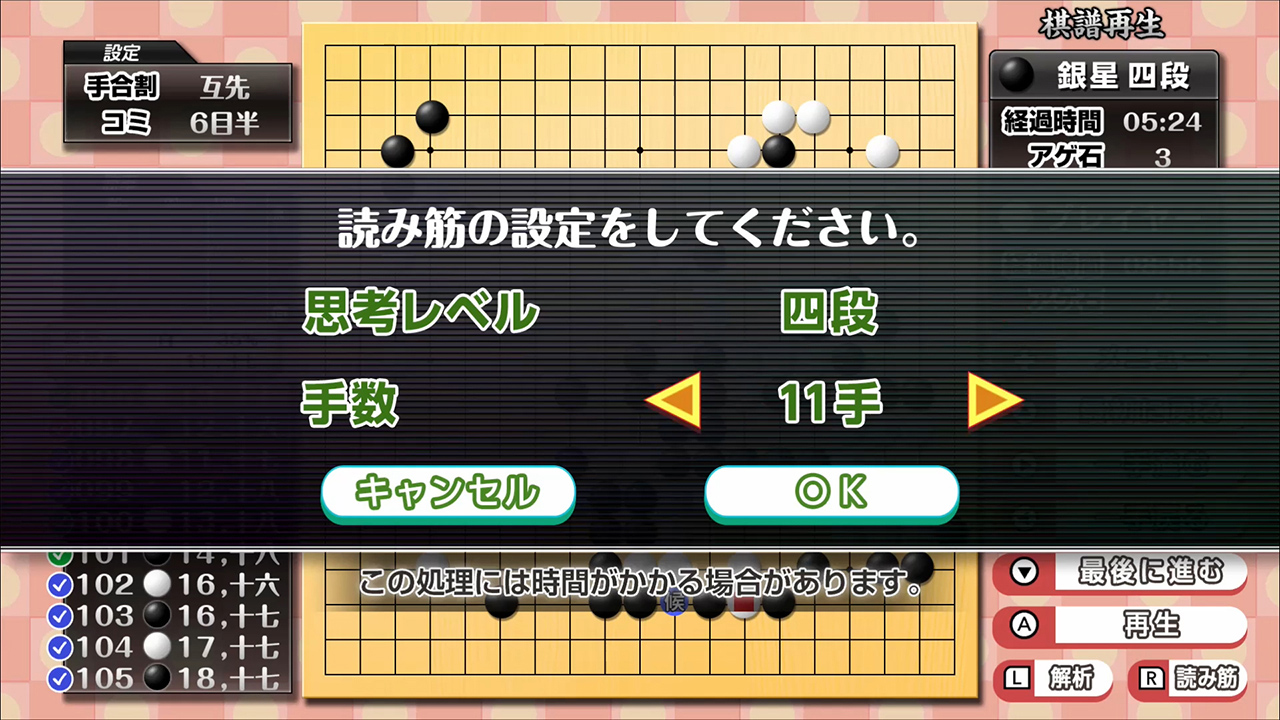 設定
手合割 互先
コミ 6目半
棋譜再生
銀星 四段
経過時間 05:24
アゲ石 3
読み筋の設定をしてください。
思考レベル 四段
手数 11手
キャンセル OK
この処理には時間がかかる場合があります。
候
101 14,十八
102 16,十六
103 16,十七
104 17,十七
105 18,十七
▼ 最後に進む
A 再生
L 解析 R 読み筋